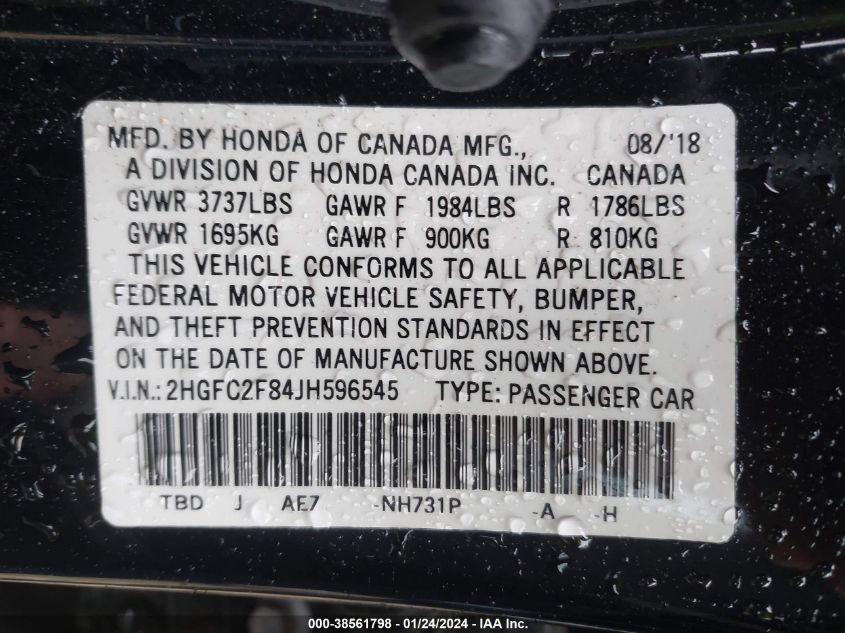 MFD. BY HONDA OF CANADA MFG., 08/'18
A DIVISION OF HONDA CANADA INC. CANADA
GVWR 3737LBS GAWR F 1984LBS R 1786LBS
GVWR 1695KG GAWR F 900KG R 810KG
THIS VEHICLE CONFORMS TO ALL APPLICABLE
FEDERAL MOTOR VEHICLE SAFETY, BUMPER,
AND THEFT PREVENTION STANDARDS IN EFFECT
ON THE DATE OF MANUFACTURE SHOWN ABOVE.
V.I.N.: 2HGFC2F84JH596545 TYPE: PASSENGER CAR
TBD J AE7 -NH731P -A -H
000-38561798 - 01/24/2024 - IAAI Inc.